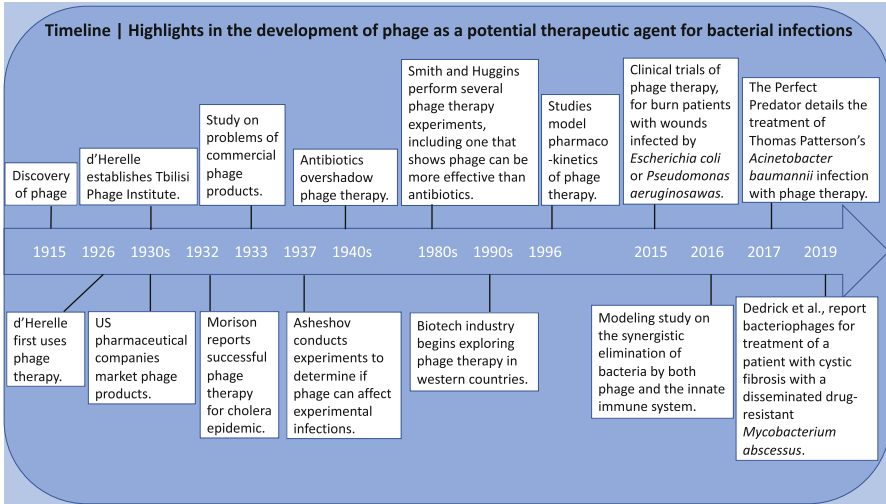 Timeline | Highlights in the development of phage as a potential therapeutic agent for bacterial infections
Discovery
of phage
d’Herelle
establishes Tbilisi
Phage Institute.
Study on
problems of
commercial
phage
products.
Antibiotics
overshadow
phage therapy.
Smith and Huggins
perform several
phage therapy
experiments,
including one that
shows phage can be
more effective than
antibiotics.
Studies
model
pharmaco
-kinetics
of phage
therapy.
Clinical trials of
phage therapy,
for burn patients
with wounds
infected by
Escherichia coli
or Pseudomonas
aeruginosawas.
The Perfect
Predator details the
treatment of
Thomas Patterson’s
Acinetobacter
baumannii infection
with phage therapy.
1915 1926 1930s 1932 1933 1937 1940s 1980s 1990s 1996 2015 2016 2017 2019
d’Herelle
first uses
phage
therapy.
US
pharmaceutical
companies
market phage
products.
Morison
reports
successful
phage
therapy
for cholera
epidemic.
Asheshov
conducts
experiments to
determine if
phage can affect
experimental
infections.
Biotech industry
begins exploring
phage therapy in
western countries.
Modeling study on
the synergistic
elimination of
bacteria by both
phage and the innate
immune system.
Dedrick et al., report
bacteriophages for
treatment of a
patient with cystic
fibrosis with a
disseminated drug-
resistant
Mycobacterium
abscessus.